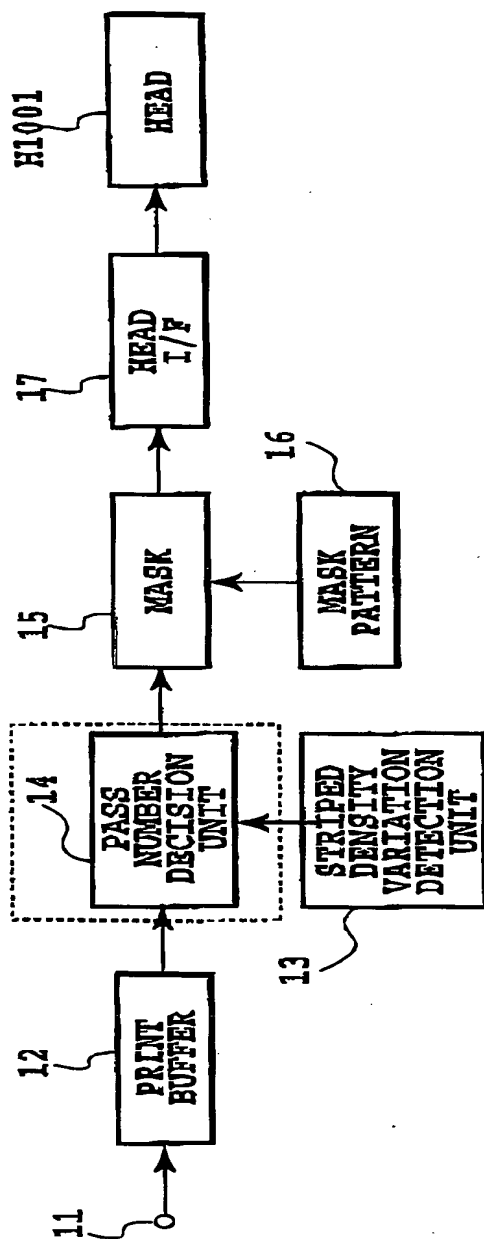 11
12
PRINT
BUFFER
14
PASS
NUMBER
DECISION
UNIT
13
STRIPED
DENSITY
VARIATION
DETECTION
UNIT
15
MASK
16
MASK
PATTERN
17
HEAD
I/F
H1001
HEAD